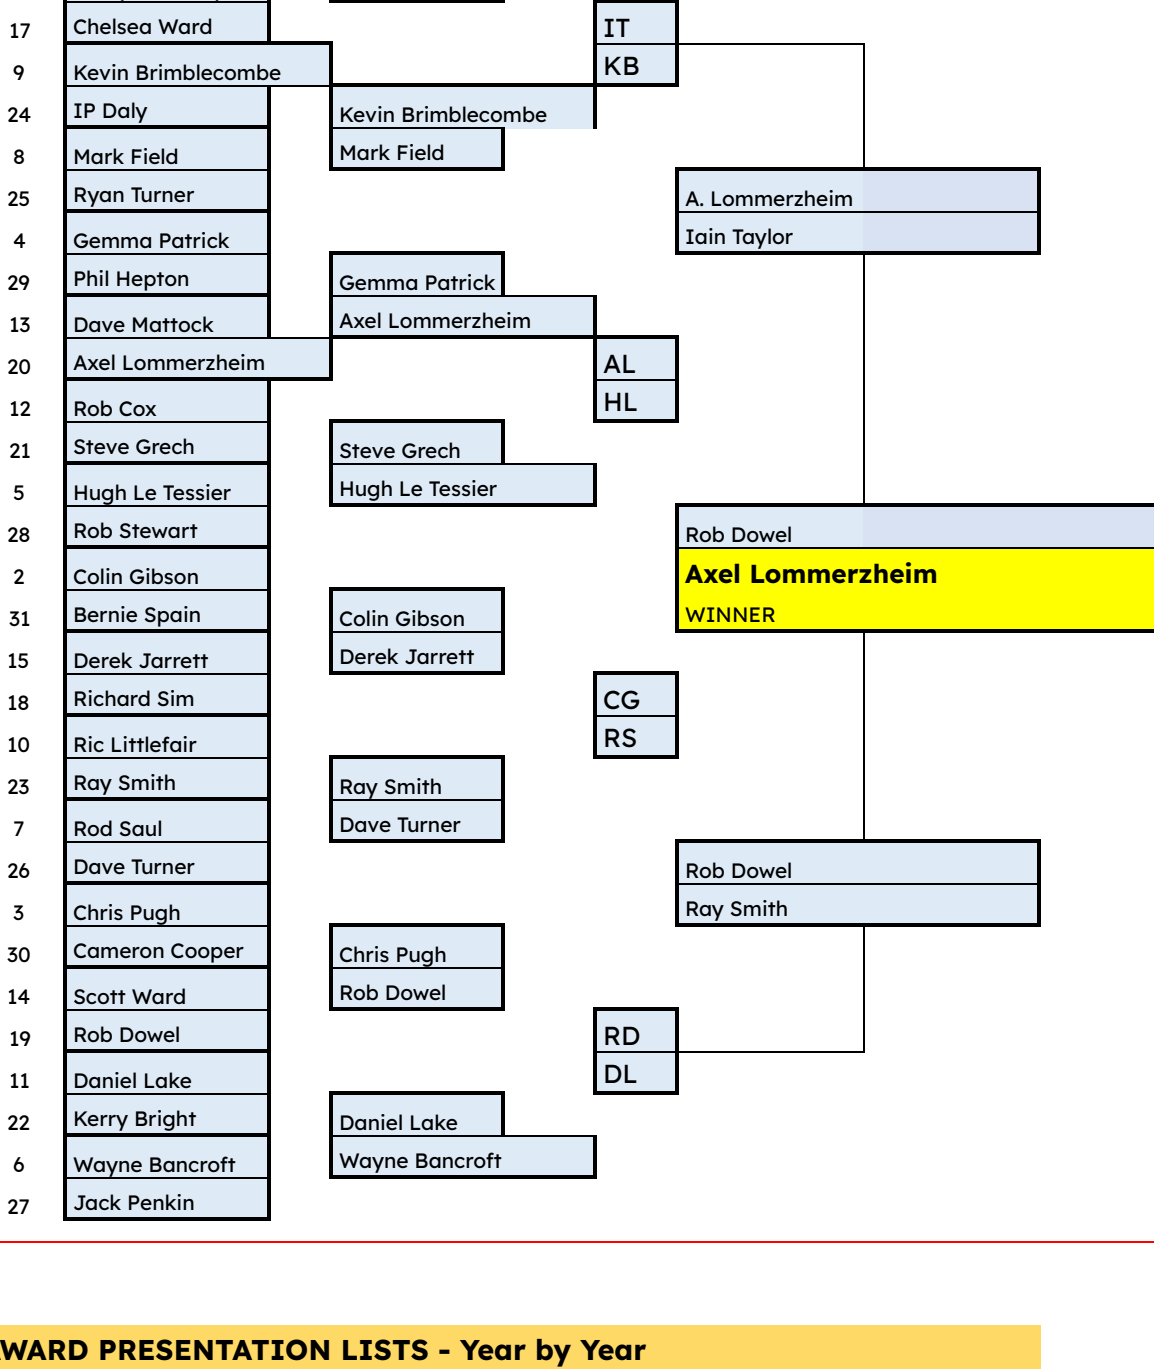 17 Chelsea Ward IT
9 Kevin Brimblecombe KB
24 IP Daly Kevin Brimblecombe
8 Mark Field Mark Field
25 Ryan Turner A. Lommerzheim
4 Gemma Patrick Iain Taylor
29 Phil Hepton Gemma Patrick
13 Dave Mattock Axel Lommerzheim
20 Axel Lommerzheim AL
12 Rob Cox HL
21 Steve Grech Steve Grech
5 Hugh Le Tessier Hugh Le Tessier
28 Rob Stewart Rob Dowel
2 Colin Gibson Axel Lommerzheim
31 Bernie Spain Colin Gibson WINNER
15 Derek Jarrett Derek Jarrett
18 Richard Sim CG
10 Ric Littlefair RS
23 Ray Smith Ray Smith
7 Rod Saul Dave Turner
26 Dave Turner Rob Dowel
3 Chris Pugh Ray Smith
30 Cameron Cooper Chris Pugh
14 Scott Ward Rob Dowel
19 Rob Dowel RD
11 Daniel Lake DL
22 Kerry Bright Daniel Lake
6 Wayne Bancroft Wayne Bancroft
27 Jack Penkin
WARD PRESENTATION LISTS - Year by Year